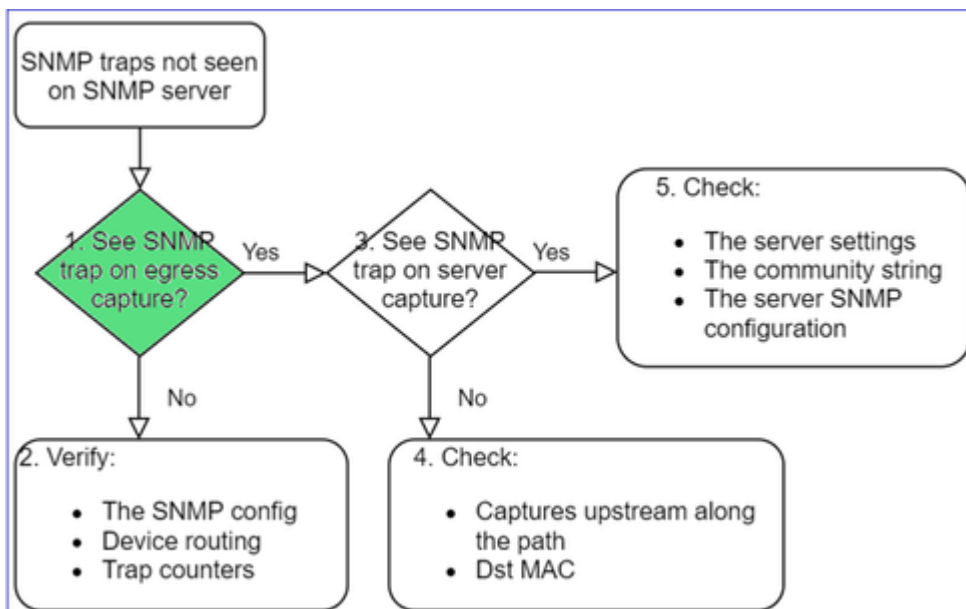 SNMP traps not seen
on SNMP server
1. See SNMP
trap on egress
capture?
Yes
3. See SNMP
trap on server
capture?
Yes
5. Check:
• The server settings
• The community string
• The server SNMP
configuration
No
2. Verify:
• The SNMP config
• Device routing
• Trap counters
No
4. Check:
• Captures upstream along
the path
• Dst MAC